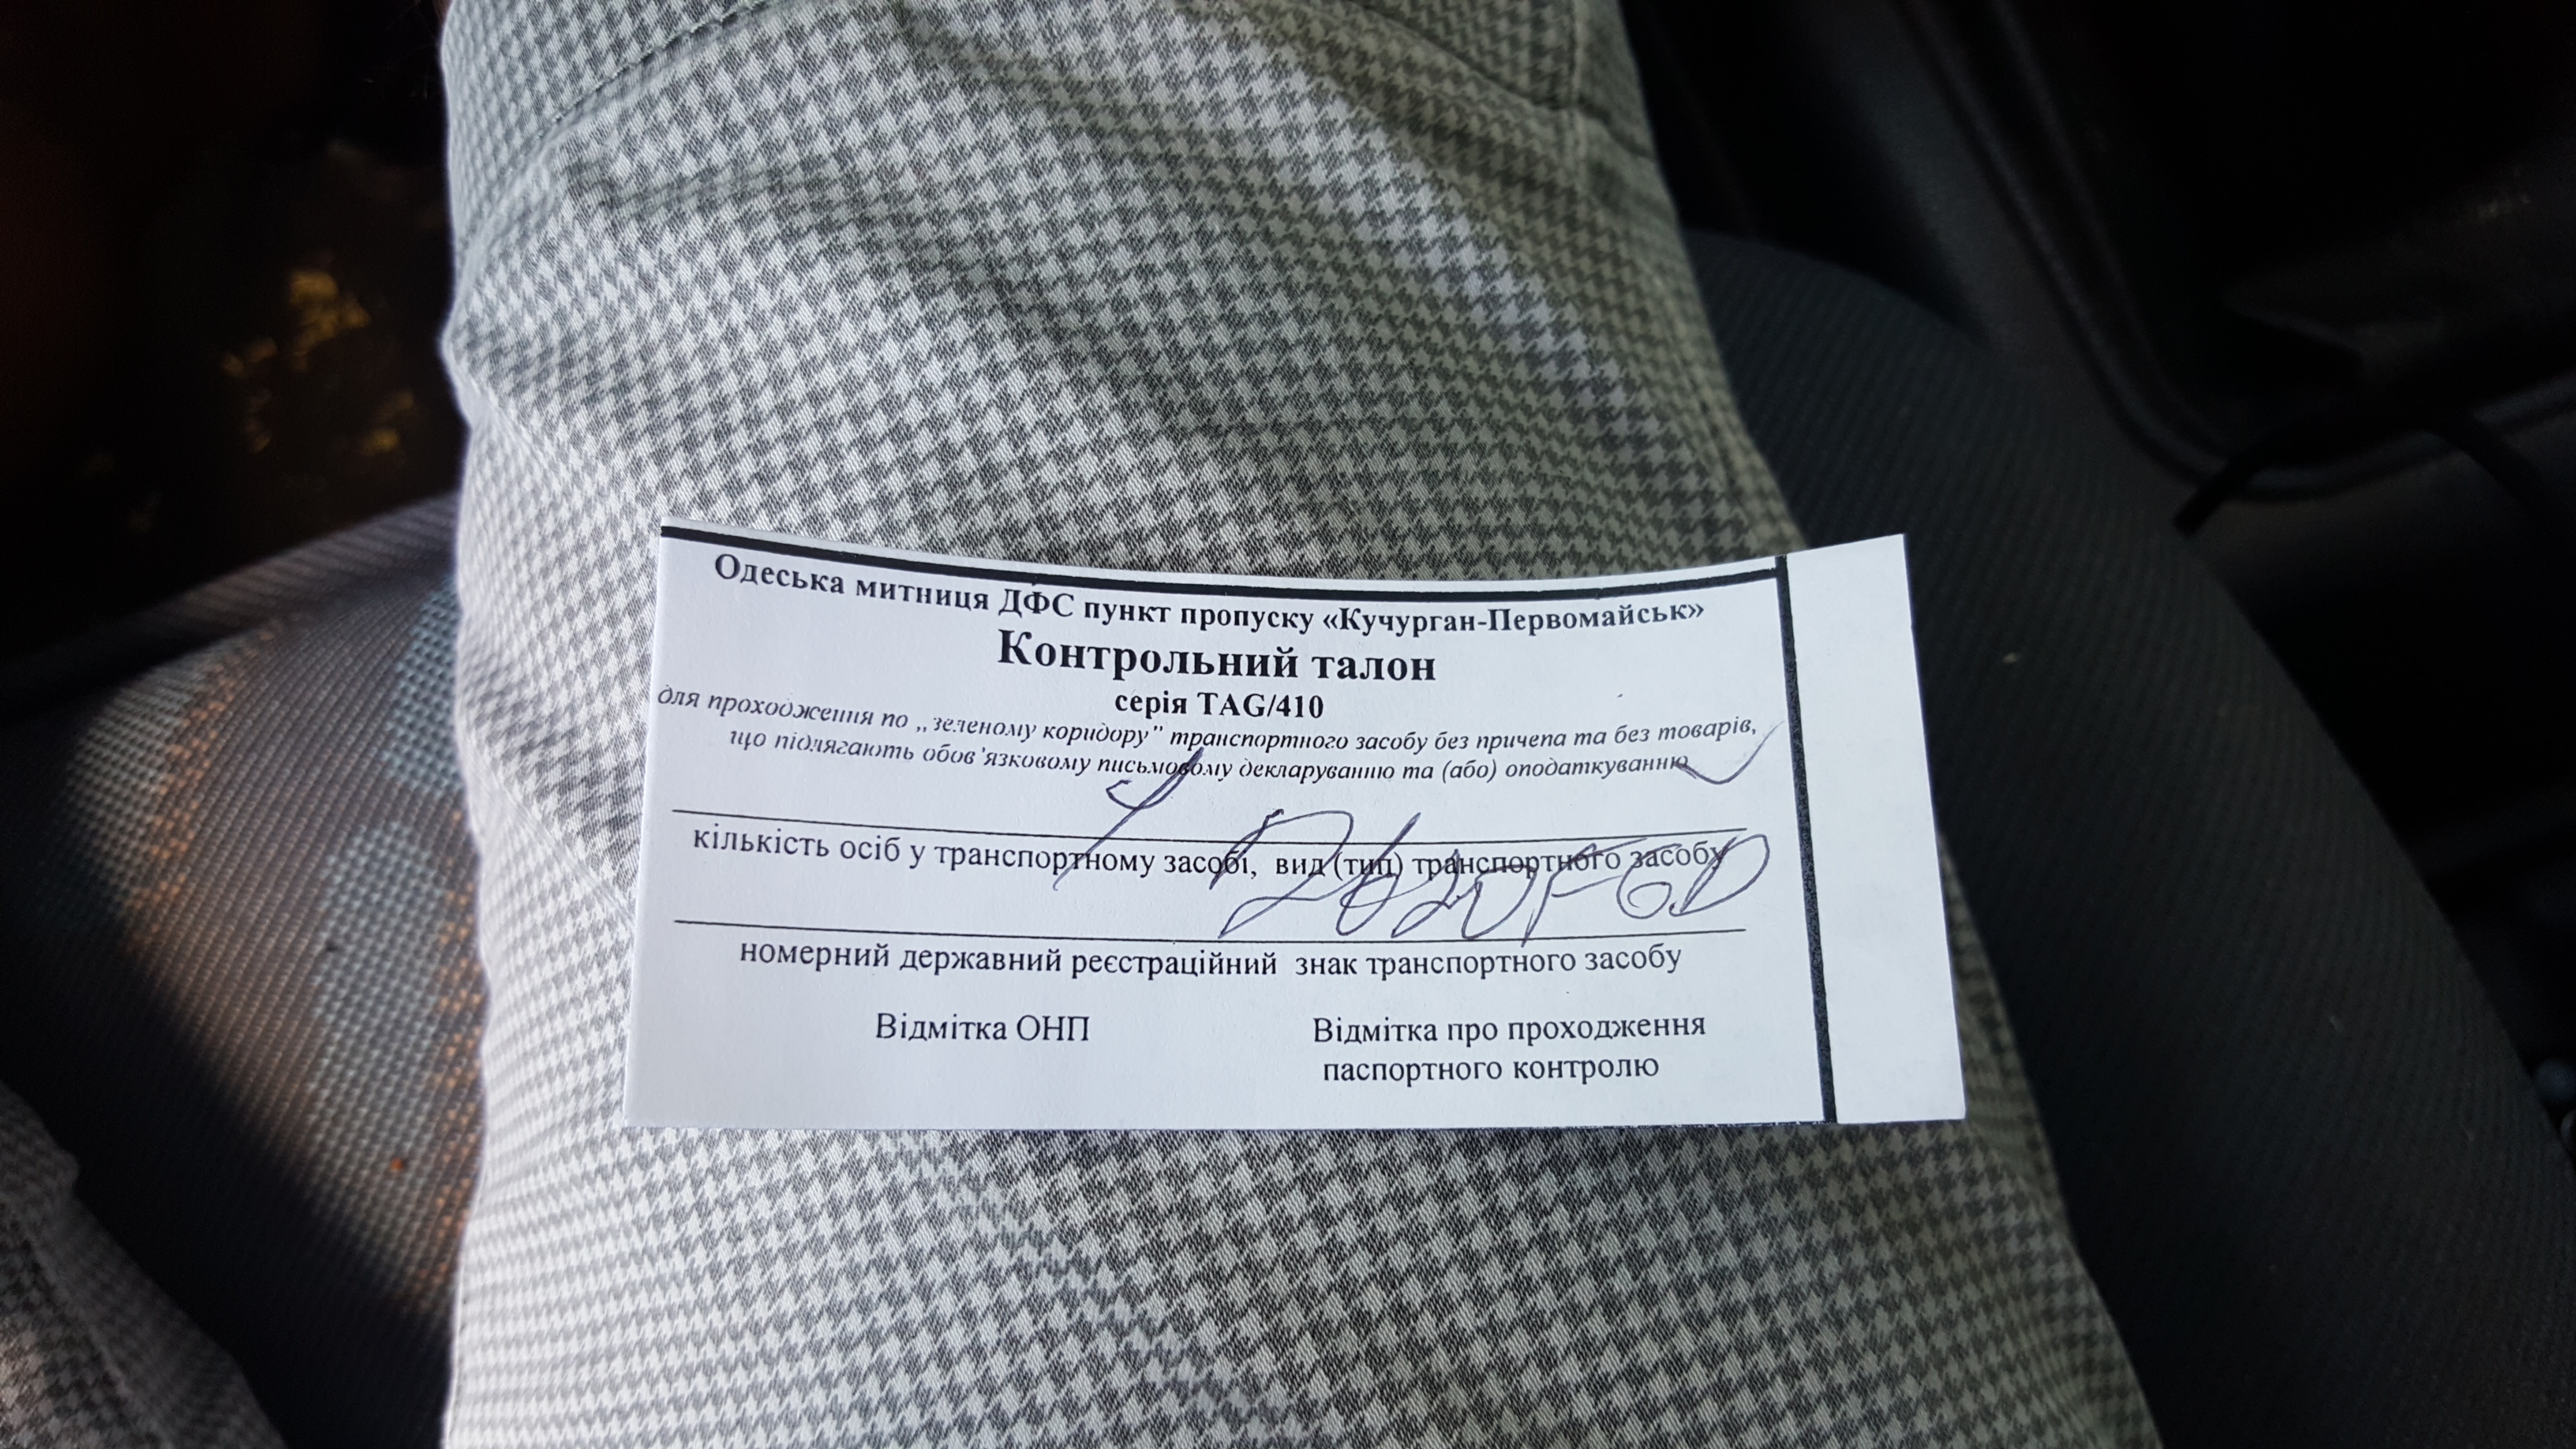 Одеська митниця ДФС пункт пропуску «Кучурган-Первомайськ»
Контрольний талон
серія TAG/410
для проходження по „зеленому коридору" транспортного засобу без причепа та без товарів,
що підлягають обов'язковому письмовому декларуванню та (або) оподаткуванню
кількість осіб у транспортному засобі, вид (тип) транспортного засобу
номерний державний реєстраційний знак транспортного засобу
Відмітка ОНП
Відмітка про проходження
паспортного контролю